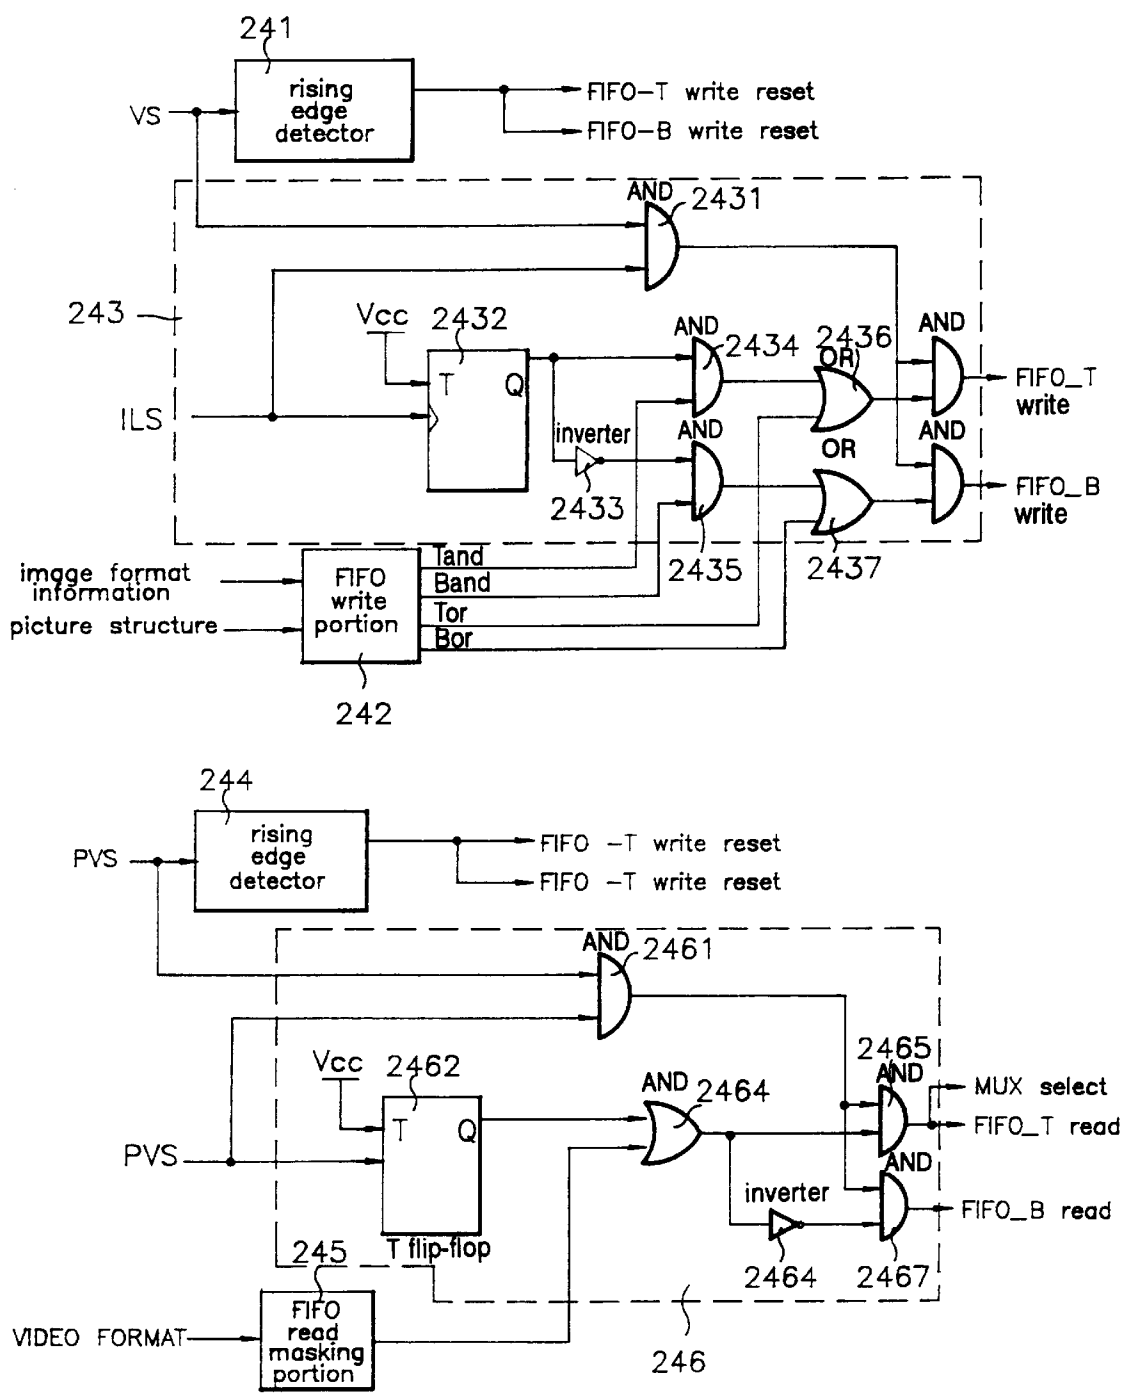 241
rising
edge
detector
VS
FIFO-T write reset
FIFO-B write reset
AND
2431
243
Vcc
2432
T
Q
ILS
AND
2434
2436
OR
AND
FIFO_T
write
inverter
2433
AND
2435
OR
2437
AND
FIFO_B
write
image format
information
picture structure
FIFO
write
portion
Tand
Band
Tor
Bor
242
244
rising
edge
detector
PVS
FIFO -T write reset
FIFO -T write reset
AND
2461
Vcc
2462
T
Q
PVS
T flip-flop
AND
2464
2465
AND
MUX select
FIFO_T read
AND
inverter
2464
FIFO_B read
2467
245
FIFO
read
masking
portion
VIDEO FORMAT
246